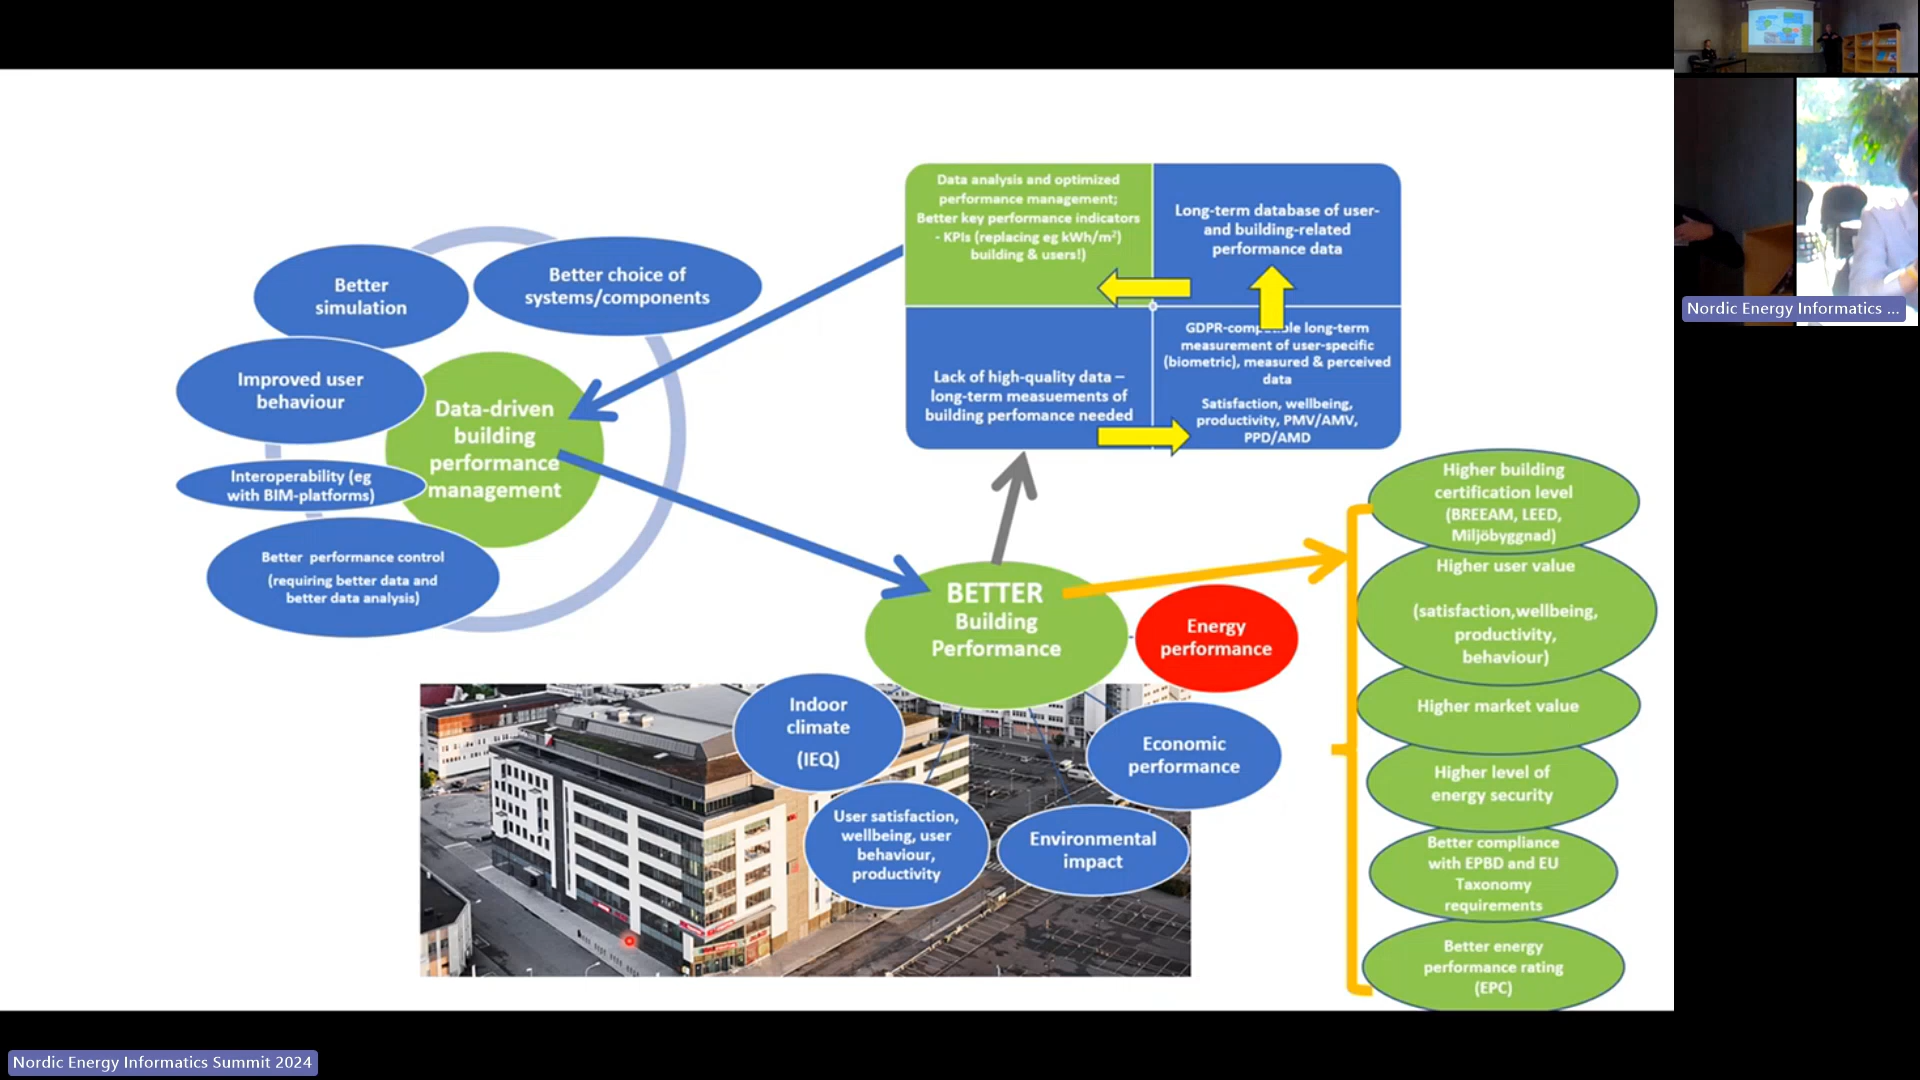 Better
simulation
Better choice of
systems/components
Improved user
behaviour
Data-driven
building
performance
management
Interoperability (eg
with BIM-platforms)
Better performance control
(requiring better data and
better data analysis)
Data analysis and optimized
performance management;
Better key performance indicators
- KPIs (replacing eg kWh/m²)
building & users!)
Long-term database of user-
and building-related
performance data
Lack of high-quality data –
long-term measuements of
building perfomance needed
GDPR-compatible long-term
measurement of user-specific
(biometric), measured & perceived
data
Satisfaction, wellbeing,
productivity, PMV/AMV,
PPD/AMD
BETTER
Building
Performance
Energy
performance
Indoor
climate
(IEQ)
User satisfaction,
wellbeing, user
behaviour,
productivity
Environmental
impact
Economic
performance
Higher building
certification level
(BREEAM, LEED,
Miljöbyggnad)
Higher user value
(satisfaction,wellbeing,
productivity,
behaviour)
Higher market value
Higher level of
energy security
Better compliance
with EPBD and EU
Taxonomy
requirements
Better energy
performance rating
(EPC)
Nordic Energy Informatics ...
Nordic Energy Informatics Summit 2024